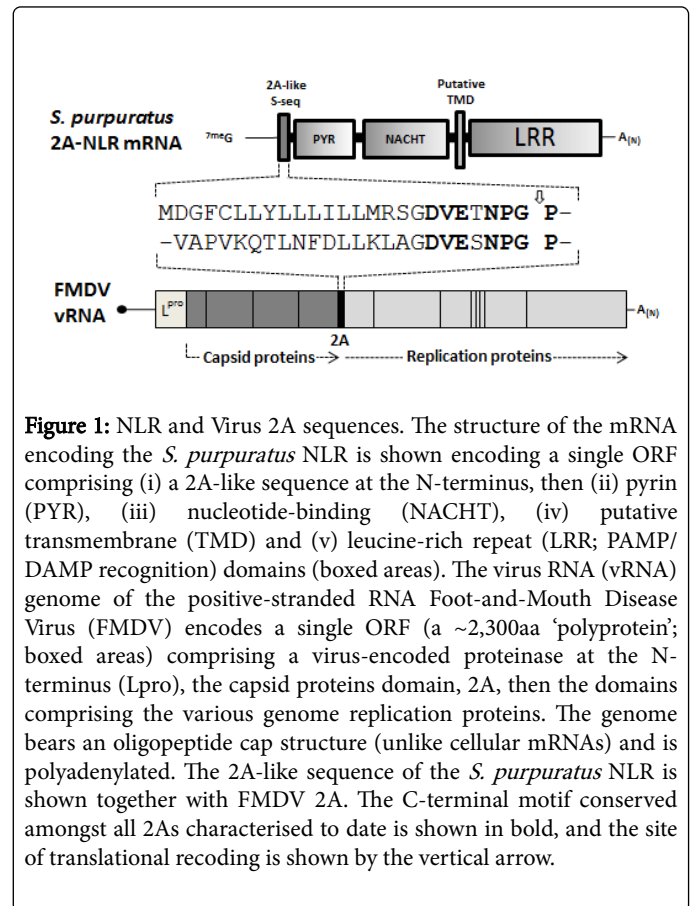 2A-like
S-seq
Putative
TMD
S. purpuratus
2A-NLR mRNA
7meG
PYR
NACHT
LRR
A(N)
MDGFCLLYLLLILLMRSGDVETNPG P–
–VAPVKQTLNFDLLKLAGDVESNPG P–
FMDV
vRNA
Lpro
A(N)
2A
Capsid proteins
Replication proteins
Figure 1: NLR and Virus 2A sequences. The structure of the mRNA
encoding the S. purpuratus NLR is shown encoding a single ORF
comprising (i) a 2A-like sequence at the N-terminus, then (ii) pyrin
(PYR), (iii) nucleotide-binding (NACHT), (iv) putative
transmembrane (TMD) and (v) leucine-rich repeat (LRR; PAMP/
DAMP recognition) domains (boxed areas). The virus RNA (vRNA)
genome of the positive-stranded RNA Foot-and-Mouth Disease
Virus (FMDV) encodes a single ORF (a ~2,300aa ‘polyprotein’;
boxed areas) comprising a virus-encoded proteinase at the N-
terminus (Lpro), the capsid proteins domain, 2A, then the domains
comprising the various genome replication proteins. The genome
bears an oligopeptide cap structure (unlike cellular mRNAs) and is
polyadenylated. The 2A-like sequence of the S. purpuratus NLR is
shown together with FMDV 2A. The C-terminal motif conserved
amongst all 2As characterised to date is shown in bold, and the site
of translational recoding is shown by the vertical arrow.